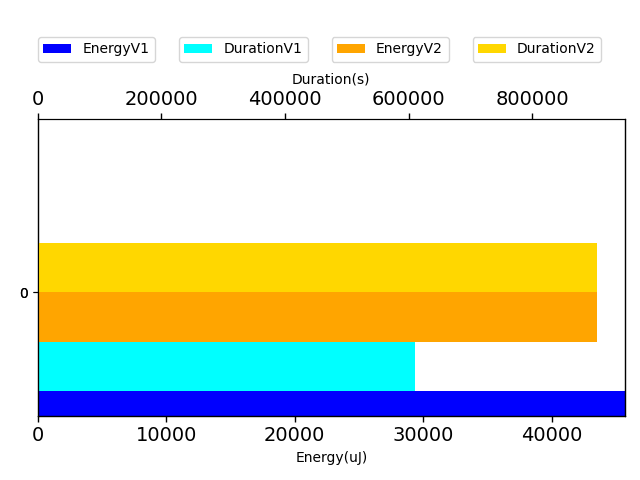 EnergyV1 DurationV1 EnergyV2 DurationV2
Duration(s)
0 200000 400000 600000 800000
0
0 10000 20000 30000 40000
Energy(uJ)